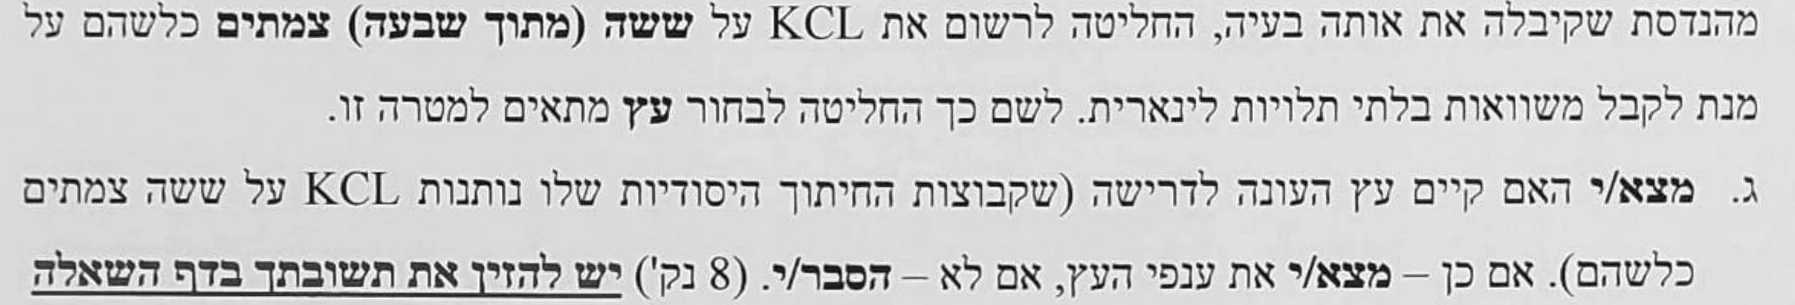 מהנדסת שקיבלה את אותה בעיה, החליטה לרשום את KCL על ששה (מתוך שבעה) צמתים כלשהם על
מנת לקבל משוואות בלתי תלויות לינארית. לשם כך החליטה לבחור עץ מתאים למטרה זו.
ג. מצא/י האם קיים עץ העונה לדרישה (שקבוצות החיתוך היסודיות שלו נותנות KCL על ששה צמתים
כלשהם). אם כן – מצא/י את ענפי העץ, אם לא – הסבר/י. (8 נק') יש להזין את תשובתך בדף השאלה